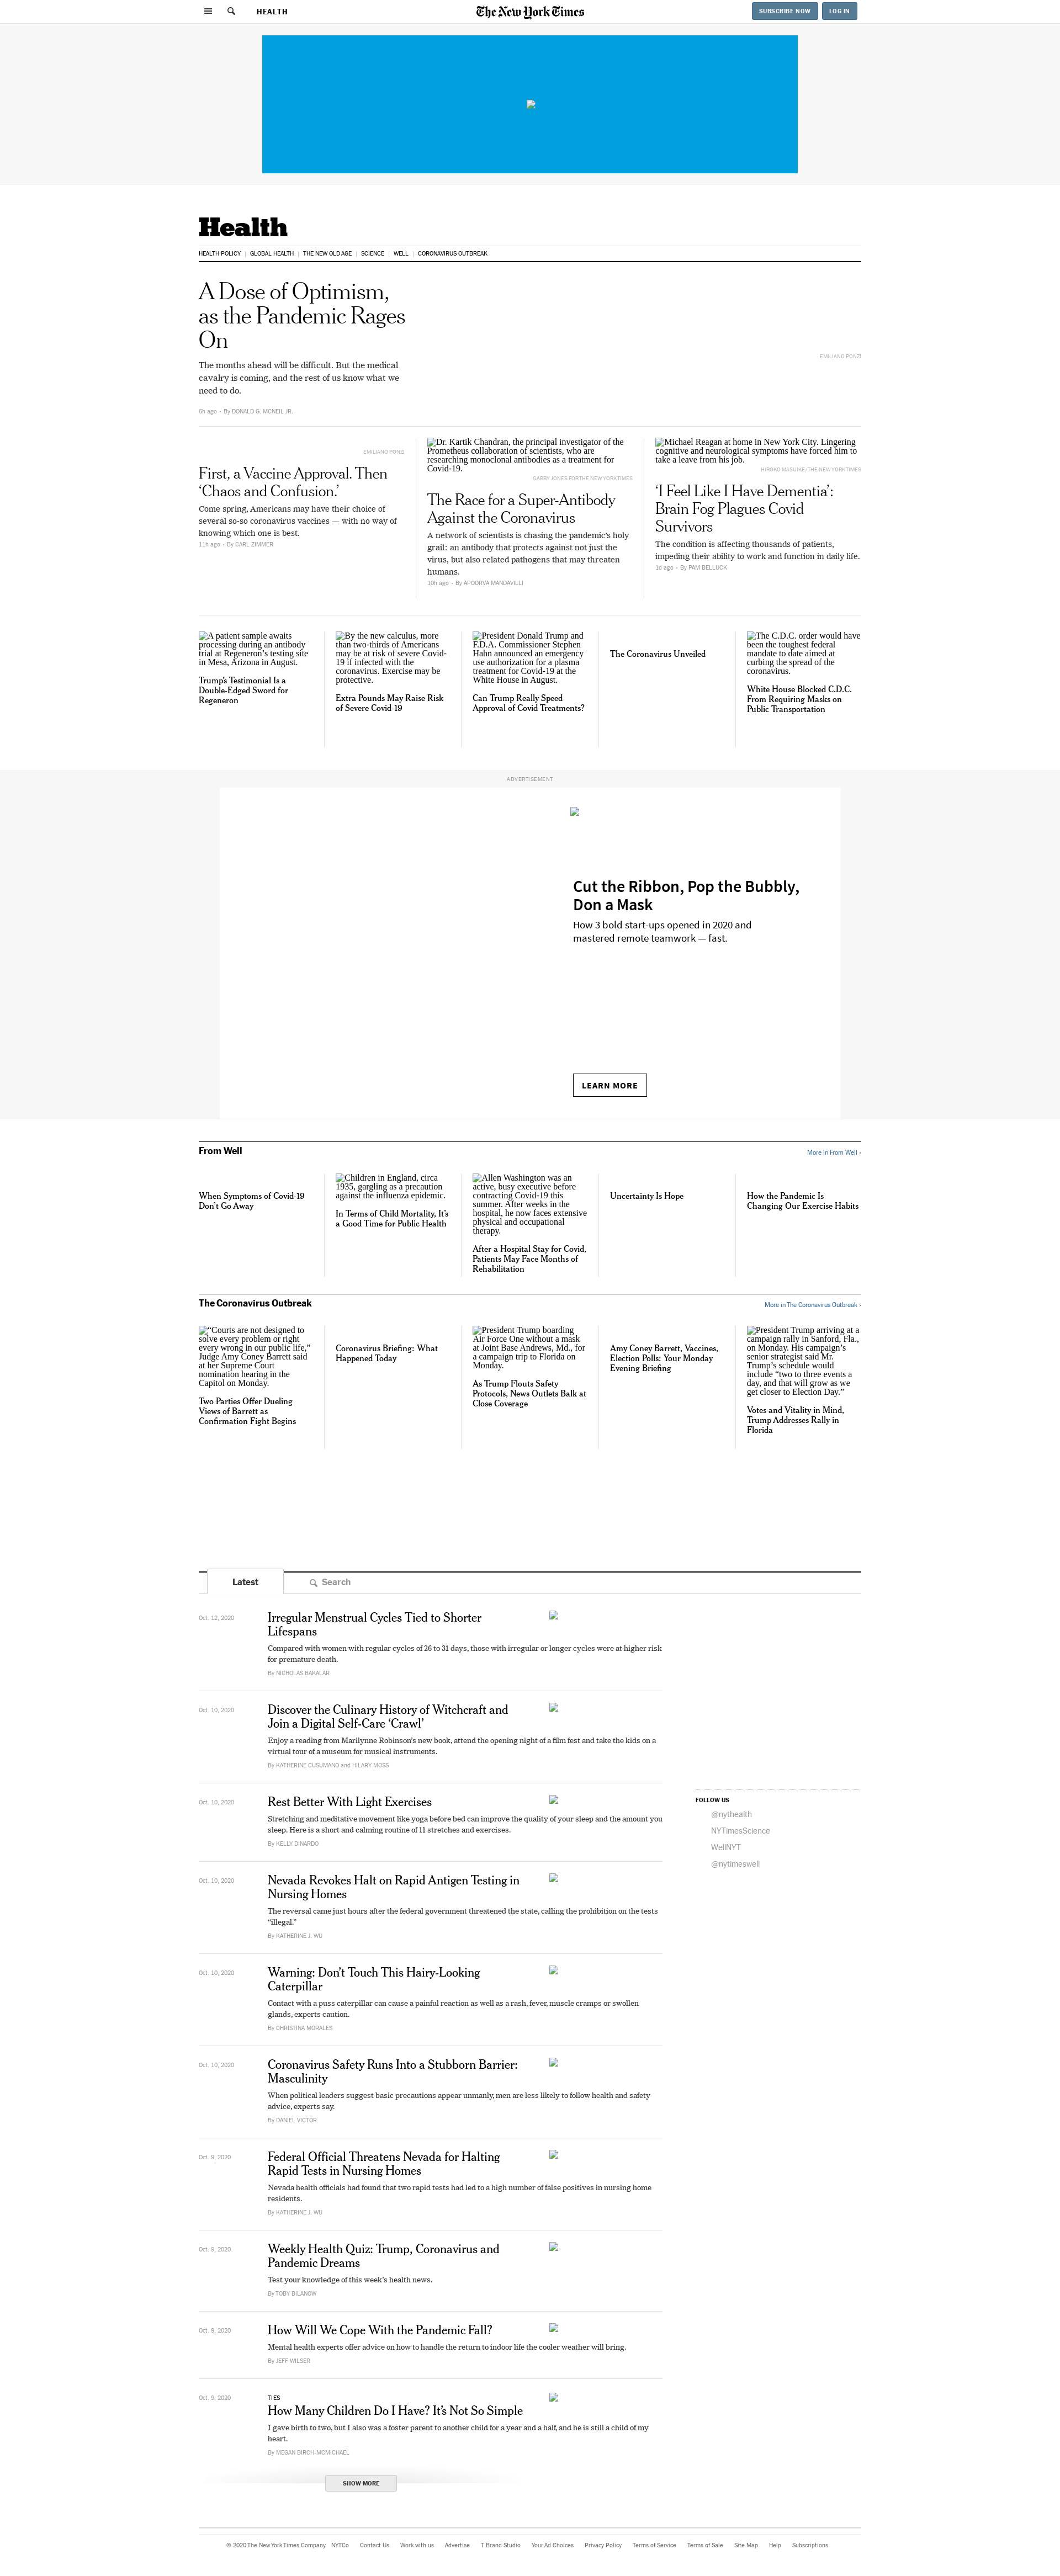 HEALTH
The New York Times
SUBSCRIBE NOW
LOG IN
Health
HEALTH POLICY | GLOBAL HEALTH | THE NEW OLD AGE | SCIENCE | WELL | CORONAVIRUS OUTBREAK
A Dose of Optimism,
as the Pandemic Rages
On
The months ahead will be difficult. But the medical
cavalry is coming, and the rest of us know what we
need to do.
6h ago • By DONALD G. MCNEIL JR.
EMILIANO PONZI
EMILIANO PONZI
First, a Vaccine Approval. Then
‘Chaos and Confusion.’
Come spring, Americans may have their choice of
several so-so coronavirus vaccines — with no way of
knowing which one is best.
11h ago • By CARL ZIMMER
Dr. Kartik Chandran, the principal investigator of the
Prometheus collaboration of scientists, who are
researching monoclonal antibodies as a treatment for
Covid-19.
GABBY JONES FOR THE NEW YORK TIMES
The Race for a Super-Antibody
Against the Coronavirus
A network of scientists is chasing the pandemic’s holy
grail: an antibody that protects against not just the
virus, but also related pathogens that may threaten
humans.
10h ago • By APOORVA MANDAVILLI
Michael Reagan at home in New York City. Lingering
cognitive and neurological symptoms have forced him to
take a leave from his job.
HIROKO MASUIKE/THE NEW YORK TIMES
‘I Feel Like I Have Dementia’:
Brain Fog Plagues Covid
Survivors
The condition is affecting thousands of patients,
impeding their ability to work and function in daily life.
1d ago • By PAM BELLUCK
A patient sample awaits
processing during an antibody
trial at Regeneron’s testing site
in Mesa, Arizona in August.
Trump’s Testimonial Is a
Double-Edged Sword for
Regeneron
By the new calculus, more
than two-thirds of Americans
may be at risk of severe Covid-
19 if infected with the
coronavirus. Exercise may be
protective.
Extra Pounds May Raise Risk
of Severe Covid-19
President Donald Trump and
F.D.A. Commissioner Stephen
Hahn announced an emergency
use authorization for a plasma
treatment for Covid-19 at the
White House in August.
Can Trump Really Speed
Approval of Covid Treatments?
The Coronavirus Unveiled
The C.D.C. order would have
been the toughest federal
mandate to date aimed at
curbing the spread of the
coronavirus.
White House Blocked C.D.C.
From Requiring Masks on
Public Transportation
ADVERTISEMENT
Cut the Ribbon, Pop the Bubbly,
Don a Mask
How 3 bold start-ups opened in 2020 and
mastered remote teamwork — fast.
LEARN MORE
From Well
More in From Well ›
When Symptoms of Covid-19
Don’t Go Away
Children in England, circa
1935, gargling as a precaution
against the influenza epidemic.
In Terms of Child Mortality, It’s
a Good Time for Public Health
Allen Washington was an
active, busy executive before
contracting Covid-19 this
summer. After weeks in the
hospital, he now faces extensive
physical and occupational
therapy.
After a Hospital Stay for Covid,
Patients May Face Months of
Rehabilitation
Uncertainty Is Hope
How the Pandemic Is
Changing Our Exercise Habits
The Coronavirus Outbreak
More in The Coronavirus Outbreak ›
“Courts are not designed to
solve every problem or right
every wrong in our public life,”
Judge Amy Coney Barrett said
at her Supreme Court
nomination hearing in the
Capitol on Monday.
Two Parties Offer Dueling
Views of Barrett as
Confirmation Fight Begins
Coronavirus Briefing: What
Happened Today
President Trump boarding
Air Force One without a mask
at Joint Base Andrews, Md., for
a campaign trip to Florida on
Monday.
As Trump Flouts Safety
Protocols, News Outlets Balk at
Close Coverage
Amy Coney Barrett, Vaccines,
Election Polls: Your Monday
Evening Briefing
President Trump arriving at a
campaign rally in Sanford, Fla.,
on Monday. His campaign’s
senior strategist said Mr.
Trump’s schedule would
include “two to three events a
day, and that will grow as we
get closer to Election Day.”
Votes and Vitality in Mind,
Trump Addresses Rally in
Florida
Latest
Search
Oct. 12, 2020
Irregular Menstrual Cycles Tied to Shorter
Lifespans
Compared with women with regular cycles of 26 to 31 days, those with irregular or longer cycles were at higher risk
for premature death.
By NICHOLAS BAKALAR
Oct. 10, 2020
Discover the Culinary History of Witchcraft and
Join a Digital Self-Care ‘Crawl’
Enjoy a reading from Marilynne Robinson’s new book, attend the opening night of a film fest and take the kids on a
virtual tour of a museum for musical instruments.
By KATHERINE CUSUMANO and HILARY MOSS
Oct. 10, 2020
Rest Better With Light Exercises
Stretching and meditative movement like yoga before bed can improve the quality of your sleep and the amount you
sleep. Here is a short and calming routine of 11 stretches and exercises.
By KELLY DINARDO
Oct. 10, 2020
Nevada Revokes Halt on Rapid Antigen Testing in
Nursing Homes
The reversal came just hours after the federal government threatened the state, calling the prohibition on the tests
“illegal.”
By KATHERINE J. WU
Oct. 10, 2020
Warning: Don’t Touch This Hairy-Looking
Caterpillar
Contact with a puss caterpillar can cause a painful reaction as well as a rash, fever, muscle cramps or swollen
glands, experts caution.
By CHRISTINA MORALES
Oct. 10, 2020
Coronavirus Safety Runs Into a Stubborn Barrier:
Masculinity
When political leaders suggest basic precautions appear unmanly, men are less likely to follow health and safety
advice, experts say.
By DANIEL VICTOR
Oct. 9, 2020
Federal Official Threatens Nevada for Halting
Rapid Tests in Nursing Homes
Nevada health officials had found that two rapid tests had led to a high number of false positives in nursing home
residents.
By KATHERINE J. WU
Oct. 9, 2020
Weekly Health Quiz: Trump, Coronavirus and
Pandemic Dreams
Test your knowledge of this week’s health news.
By TOBY BILANOW
Oct. 9, 2020
How Will We Cope With the Pandemic Fall?
Mental health experts offer advice on how to handle the return to indoor life the cooler weather will bring.
By JEFF WILSER
Oct. 9, 2020
TIES
How Many Children Do I Have? It’s Not So Simple
I gave birth to two, but I also was a foster parent to another child for a year and a half, and he is still a child of my
heart.
By MEGAN BIRCH-MCMICHAEL
SHOW MORE
FOLLOW US
@nythealth
NYTimesScience
WellNYT
@nytimeswell
© 2020 The New York Times Company NYTCo Contact Us Work with us Advertise T Brand Studio Your Ad Choices Privacy Policy Terms of Service Terms of Sale Site Map Help Subscriptions